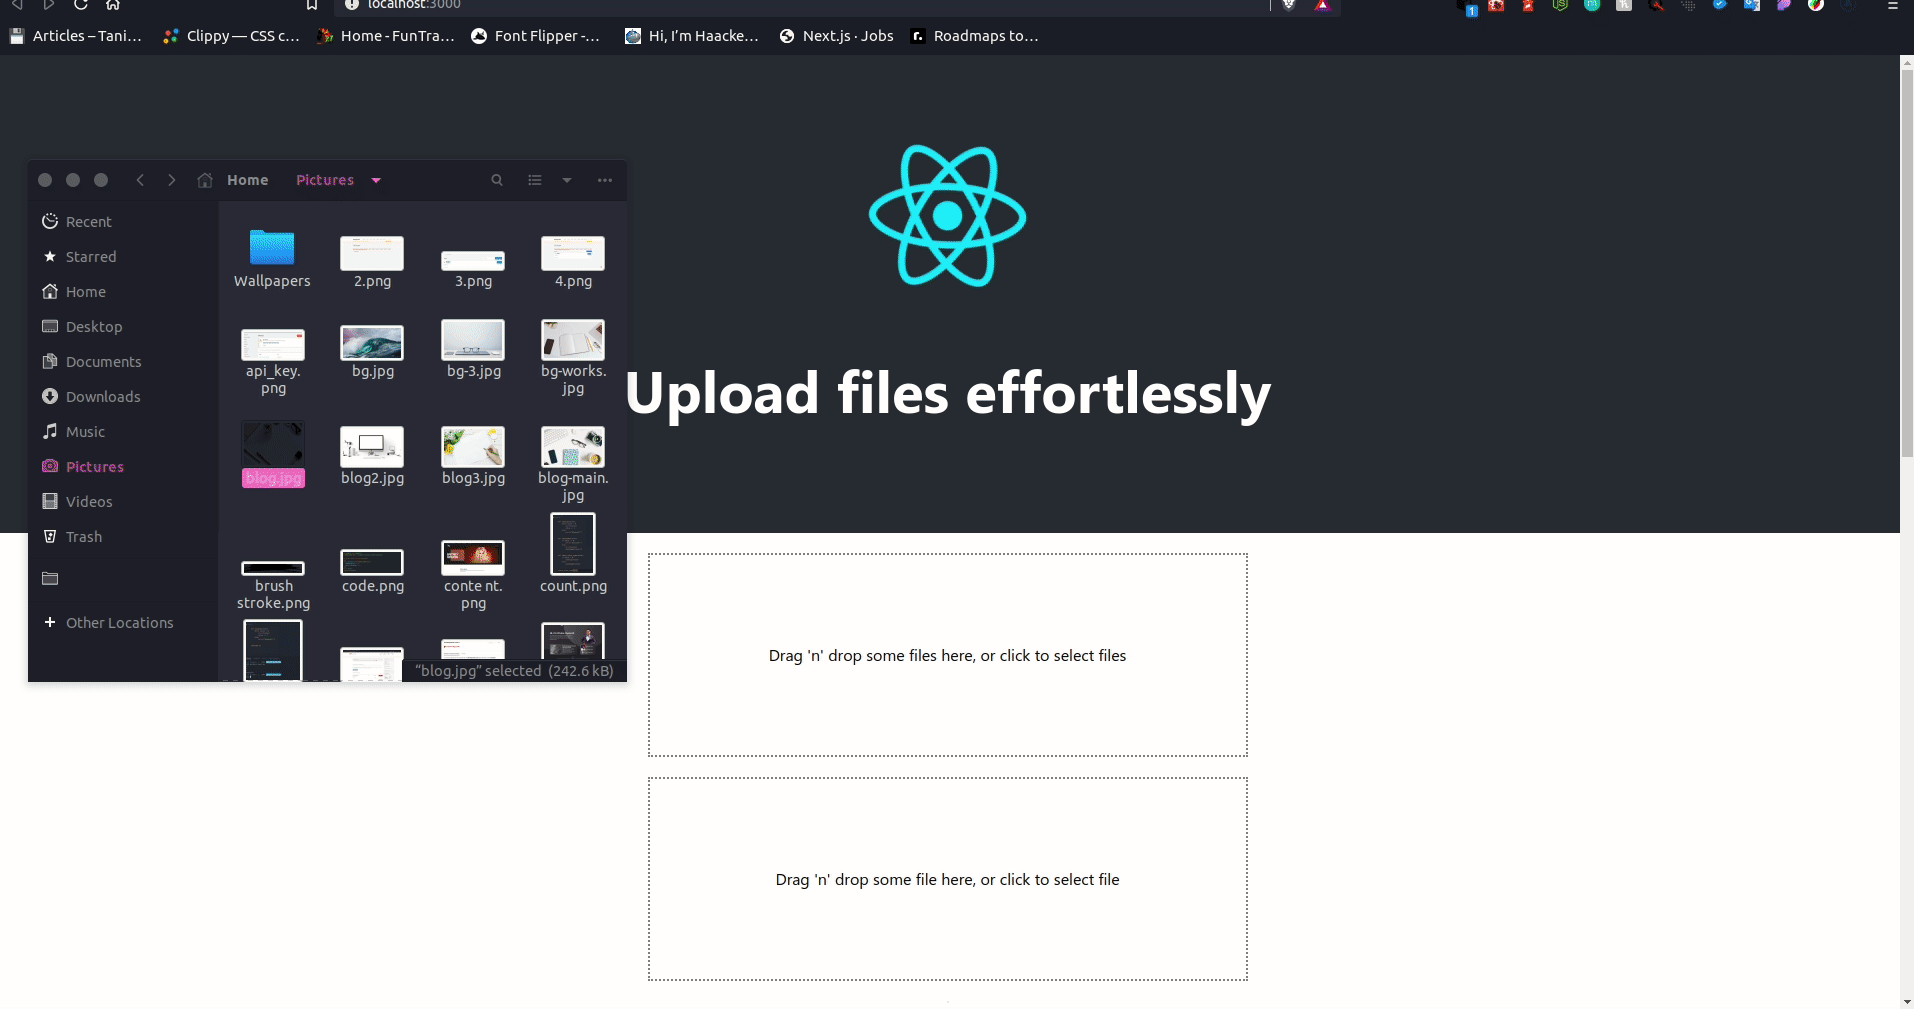 localhost:3000
1
Articles – Tani...
Clippy — CSS c...
Home - FunTra...
Font Flipper -...
Hi, I'm Haacke...
Next.js · Jobs
r.
Roadmaps to...
Home
Pictures
Recent
Starred
Home
Desktop
Documents
Downloads
Music
Pictures
Videos
Trash
Other Locations
Wallpapers
2.png
3.png
4.png
api_key.
png
bg.jpg
bg-3.jpg
bg-works.
jpg
blog.jpg
blog2.jpg
blog3.jpg
blog-main.
jpg
brush
stroke.png
code.png
conte nt.
png
count.png
"blog.jpg" selected (242.6 kB)
Upload files effortlessly
Drag 'n' drop some files here, or click to select files
Drag 'n' drop some file here, or click to select file